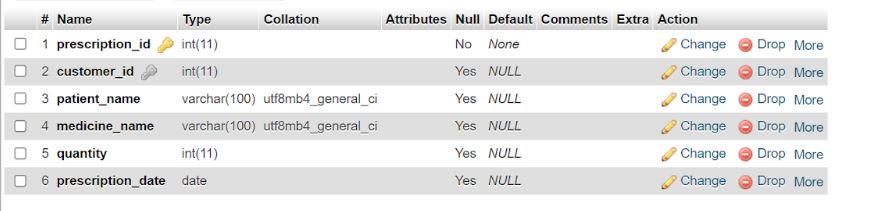 # Name Type Collation Attributes Null Default Comments Extra Action
1 prescription_id int(11) No None Change Drop More
2 customer_id int(11) Yes NULL Change Drop More
3 patient_name varchar(100) utf8mb4_general_ci Yes NULL Change Drop More
4 medicine_name varchar(100) utf8mb4_general_ci Yes NULL Change Drop More
5 quantity int(11) Yes NULL Change Drop More
6 prescription_date date Yes NULL Change Drop More